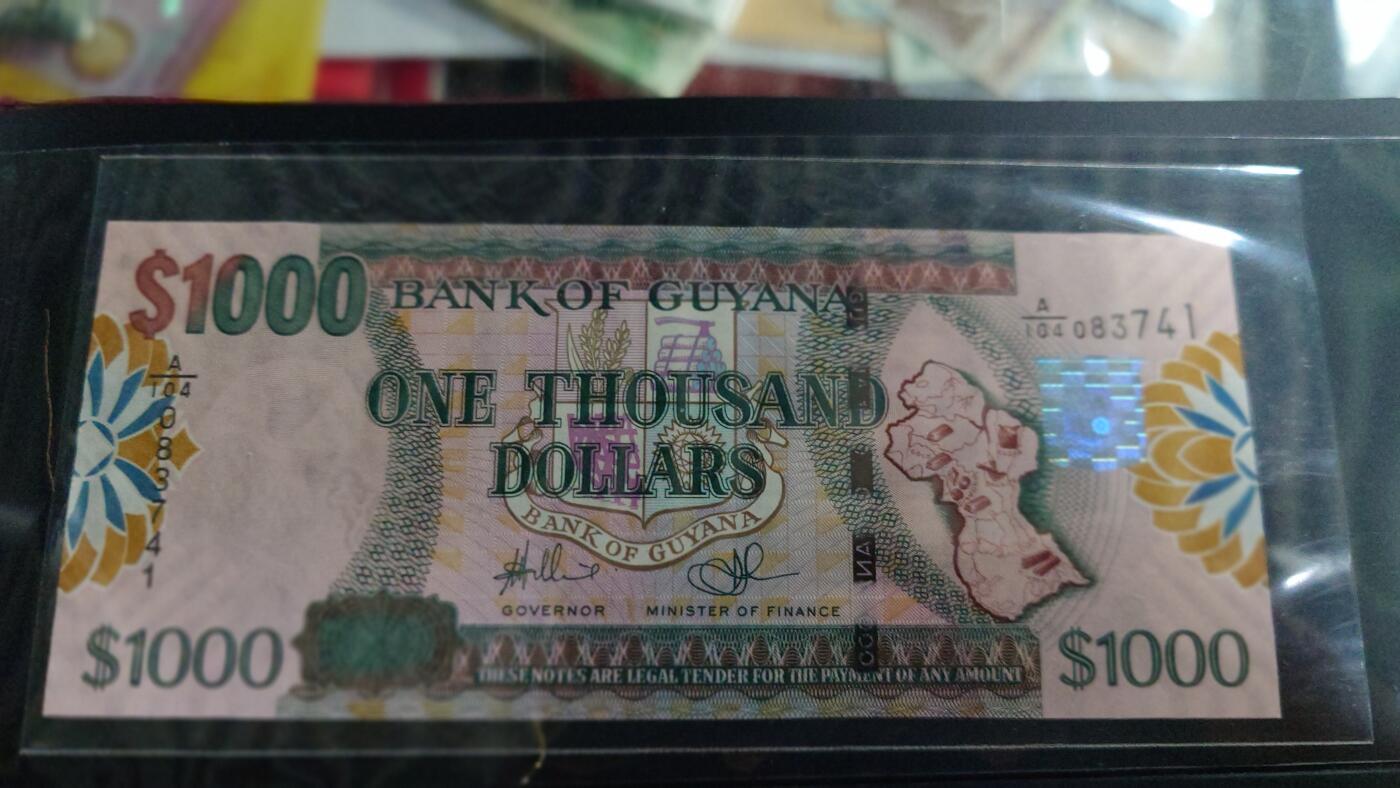 $1000
BANK OF GUYANA
A
104 083741
A
104
083741
ONE THOUSAND
DOLLARS
BANK OF GUYANA
GOVERNOR
MINISTER OF FINANCE
$1000
THESE NOTES ARE LEGAL TENDER FOR THE PAYMENT OF ANY AMOUNT
$1000